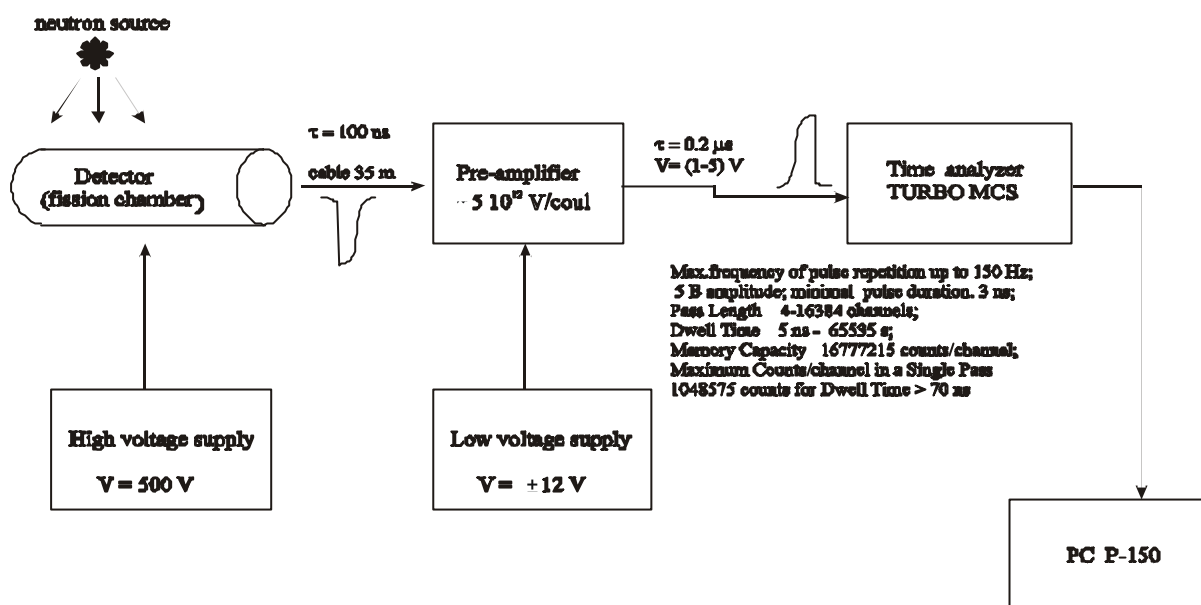 neutron source
Detector
(fission chamber)
τ = 100 ns
cable 35 m
Pre-amplifier
5 10¹² V/coul
τ = 0.2 μs
V= (1-5) V
Time analyzer
TURBO MCS
Max.frequency of pulse repetition up to 150 Hz;
5 B amplitude; minimal pulse duration. 3 ns;
Pass Length 4-16384 channels;
Dwell Time 5 ns - 65535 s;
Memory Capacity 16777215 counts/channel;
Maximum Counts/channel in a Single Pass
1048575 counts for Dwell Time > 70 ns
High voltage supply
V = 500 V
Low voltage supply
V = ±12 V
PC P-150